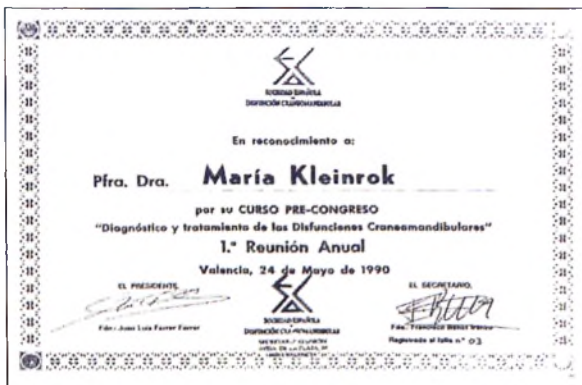 SOCIEDAD ESPAÑOLA
DISFUNCIÓN CRANEOMANDIBULAR
En reconocimiento a:
Pfra. Dra. María Kleinrok
por su CURSO PRE-CONGRESO
"Diagnóstico y tratamiento de las Disfunciones Craneomandibulares"
1.ª Reunión Anual
Valencia, 24 de Mayo de 1990
EL PRESIDENTE,
EL SECRETARIO,
SOCIEDAD ESPAÑOLA
DISFUNCIÓN CRANEOMANDIBULAR
Fdo.: Juan Luis Ferrer Ferrer
Fdo.: Francisco
Registrado al folio n.º 03